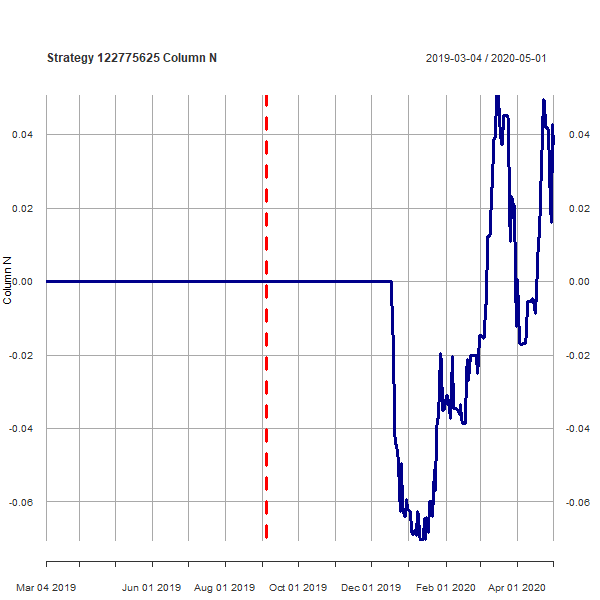 Strategy 122775625 Column N
2019-03-04 / 2020-05-01
0.04 0.04
0.02 0.02
0.00 0.00
-0.02 -0.02
-0.04 -0.04
-0.06 -0.06
Column N
Mar 04 2019 Jun 01 2019 Aug 01 2019 Oct 01 2019 Dec 01 2019 Feb 01 2020 Apr 01 2020